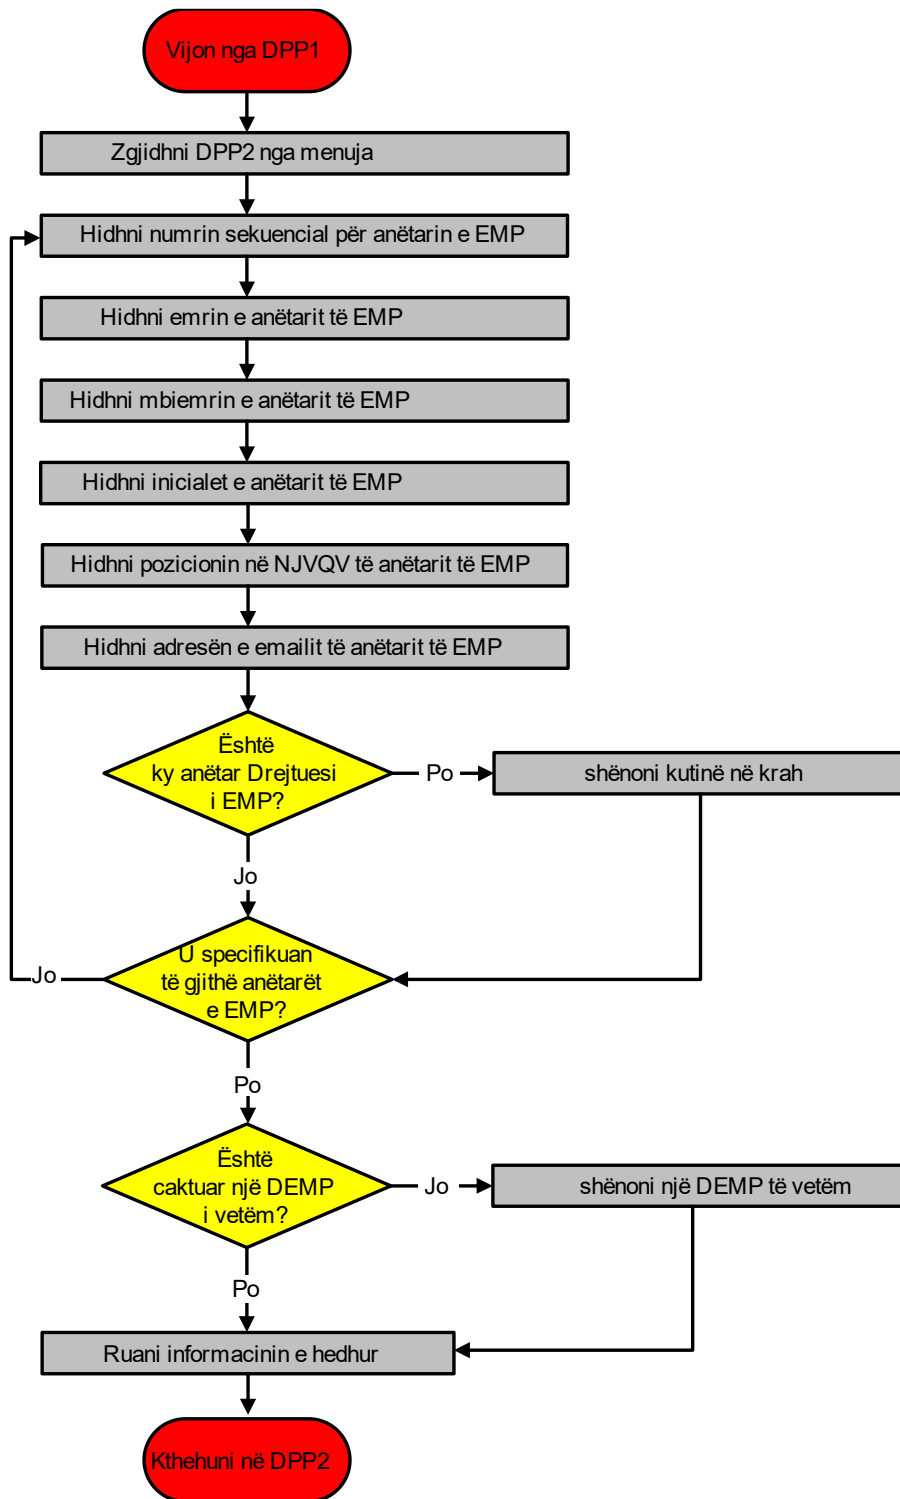 Vijon nga DPP1
Zgjidhni DPP2 nga menuja
Hidhni numrin sekuencial për anëtarin e EMP
Hidhni emrin e anëtarit të EMP
Hidhni mbiemrin e anëtarit të EMP
Hidhni inicialet e anëtarit të EMP
Hidhni pozicionin në NJVQV të anëtarit të EMP
Hidhni adresën e emailit të anëtarit të EMP
Është
ky anëtar Drejtuesi
i EMP?
Po
shënoni kutinë në krah
Jo
U specifikuan
të gjithë anëtarët
e EMP?
Jo
Po
Është
caktuar një DEMP
i vetëm?
Jo
shënoni një DEMP të vetëm
Po
Ruani informacinin e hedhur
Kthehuni në DPP2